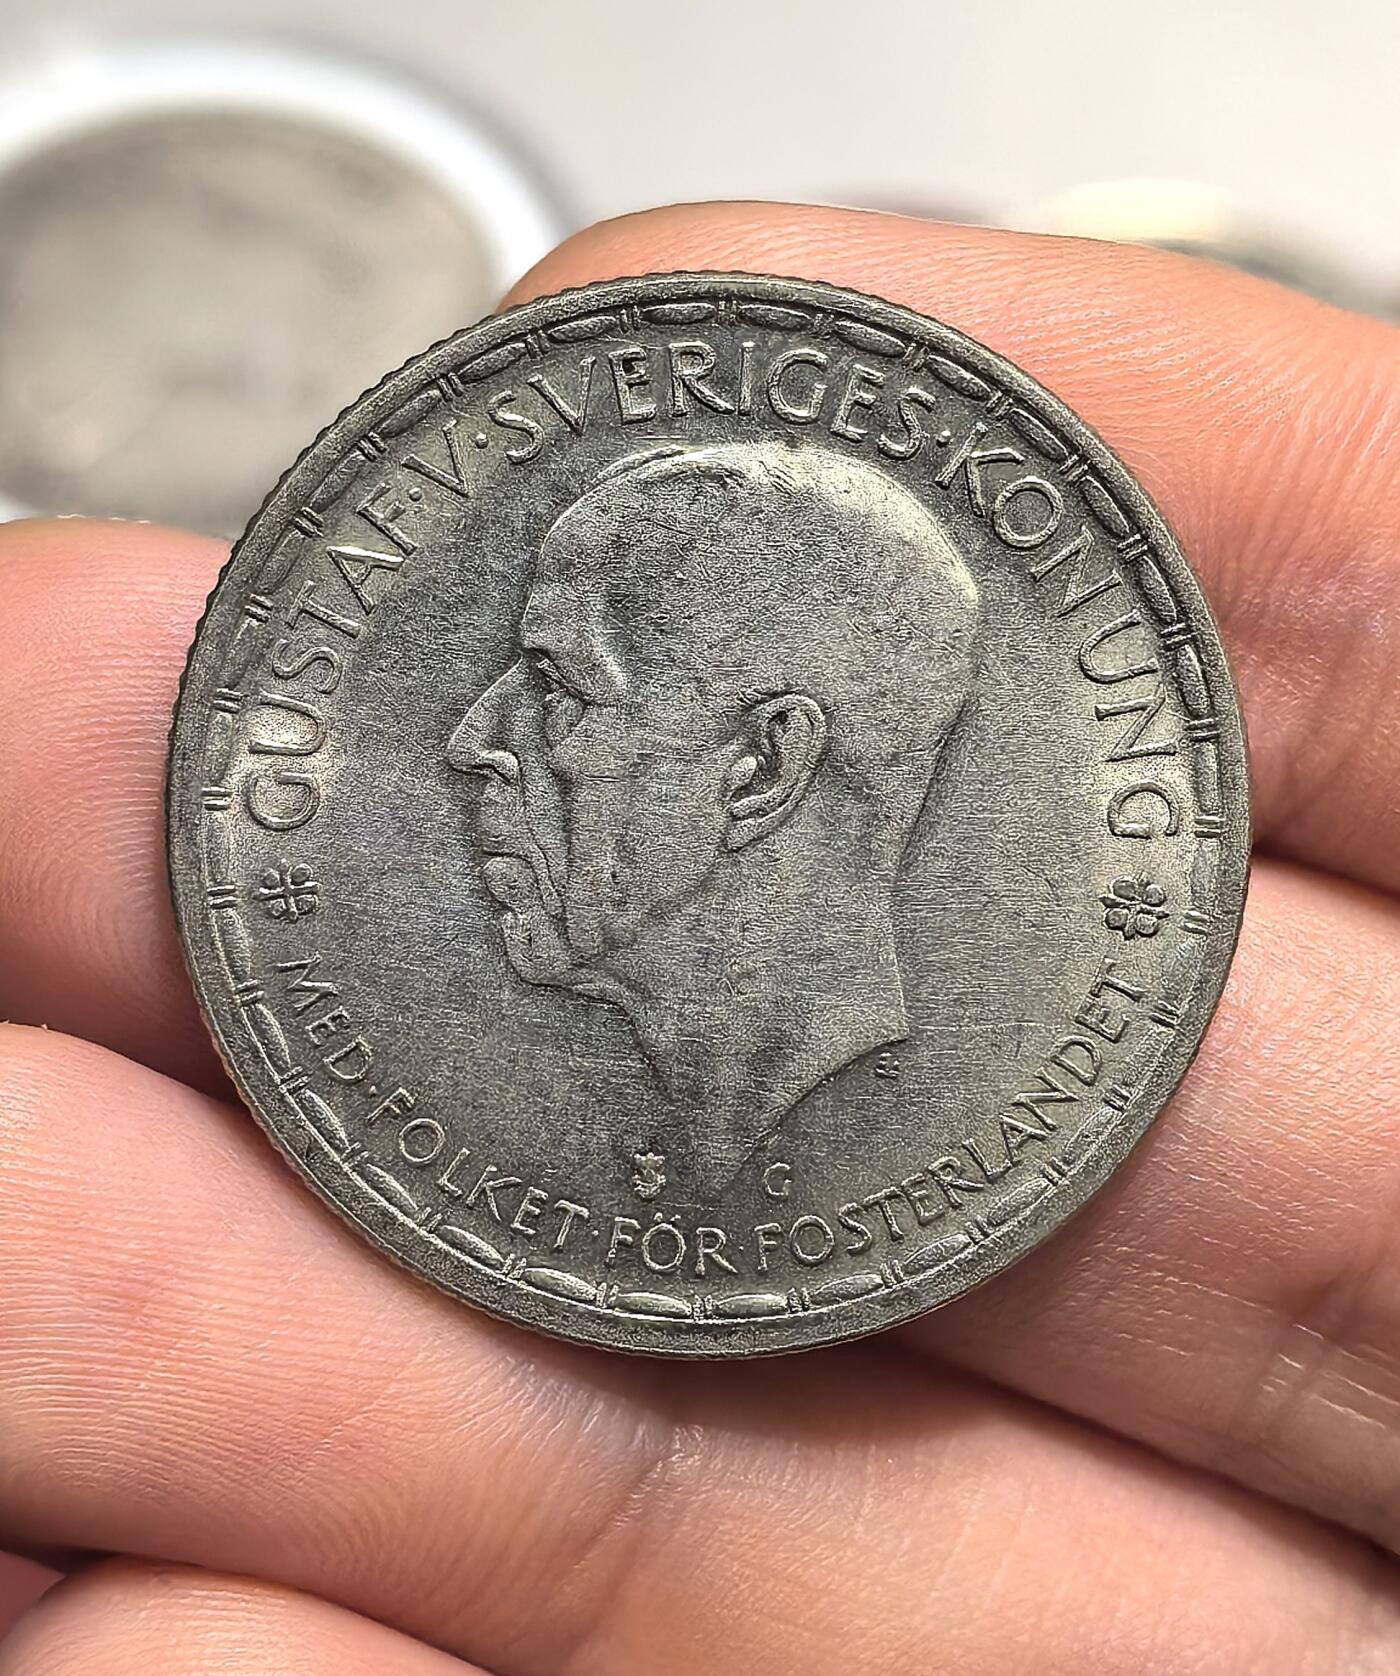 GUSTAF·V·SVERIGES·KONUNG
MED·FOLKET·FÖR·FOSTERLANDET
G